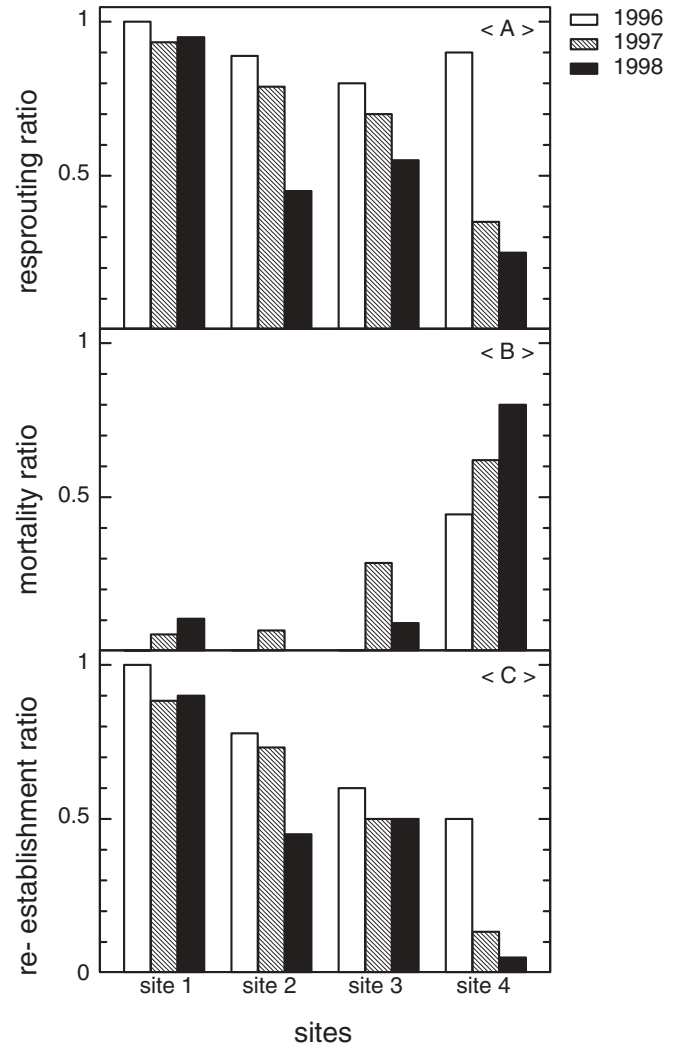 1996
1997
1998
< A >
1
0.5
resprouting ratio
< B >
1
0.5
mortality ratio
< C >
1
0.5
0
re- establishment ratio
site 1 site 2 site 3 site 4
sites